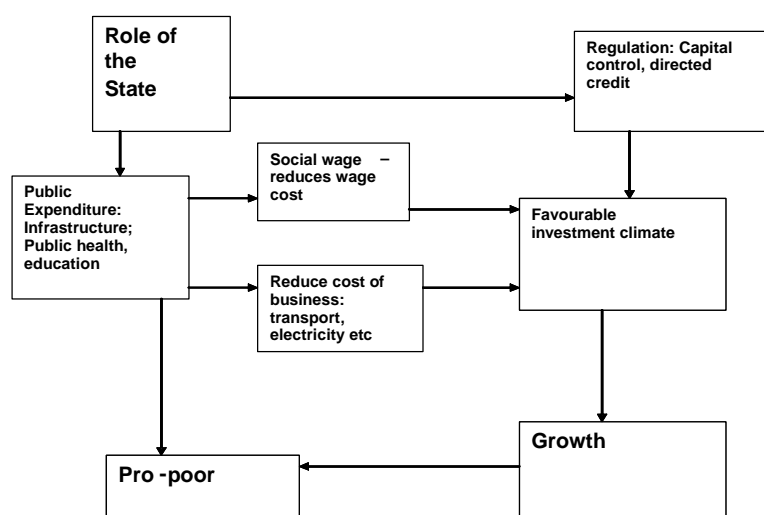 Role of
the
State
Regulation: Capital
control, directed
credit
Social wage –
reduces wage
cost
Public
Expenditure:
Infrastructure;
Public health,
education
Favourable
investment climate
Reduce cost of
business:
transport,
electricity etc
Growth
Pro -poor